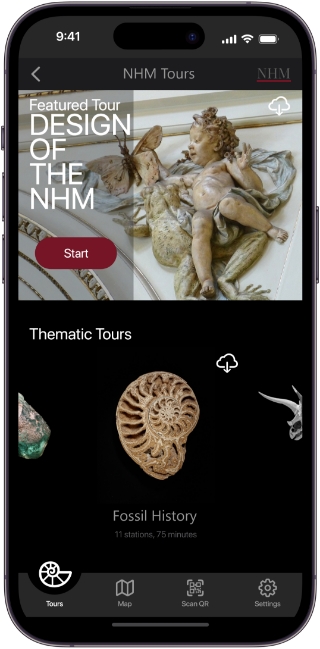 9:41
NHM Tours
NHM
Featured Tour
DESIGN
OF
THE
NHM
Start
Thematic Tours
Fossil History
11 stations, 75 minutes
Tours
Map
Scan QR
Settings